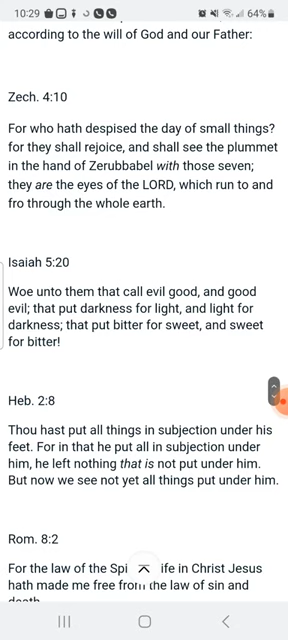 10:29
64%
according to the will of God and our Father:
Zech. 4:10
For who hath despised the day of small things?
for they shall rejoice, and shall see the plummet
in the hand of Zerubbabel with those seven;
they are the eyes of the LORD, which run to and
fro through the whole earth.
Isaiah 5:20
Woe unto them that call evil good, and good
evil; that put darkness for light, and light for
darkness; that put bitter for sweet, and sweet
for bitter!
Heb. 2:8
Thou hast put all things in subjection under his
feet. For in that he put all in subjection under
him, he left nothing that is not put under him.
But now we see not yet all things put under him.
Rom. 8:2
For the law of the Spi ife in Christ Jesus
hath made me free from the law of sin and
death